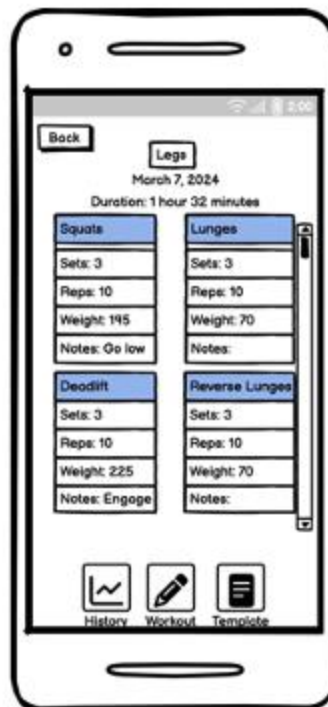 2:00
Back
Legs
March 7, 2024
Duration: 1 hour 32 minutes
Squats
Sets: 3
Reps: 10
Weight: 195
Notes: Go low
Lunges
Sets: 3
Reps: 10
Weight: 70
Notes:
Deadlift
Sets: 3
Reps: 10
Weight: 225
Notes: Engage
Reverse Lunges
Sets: 3
Reps: 10
Weight: 70
Notes:
History
Workout
Template